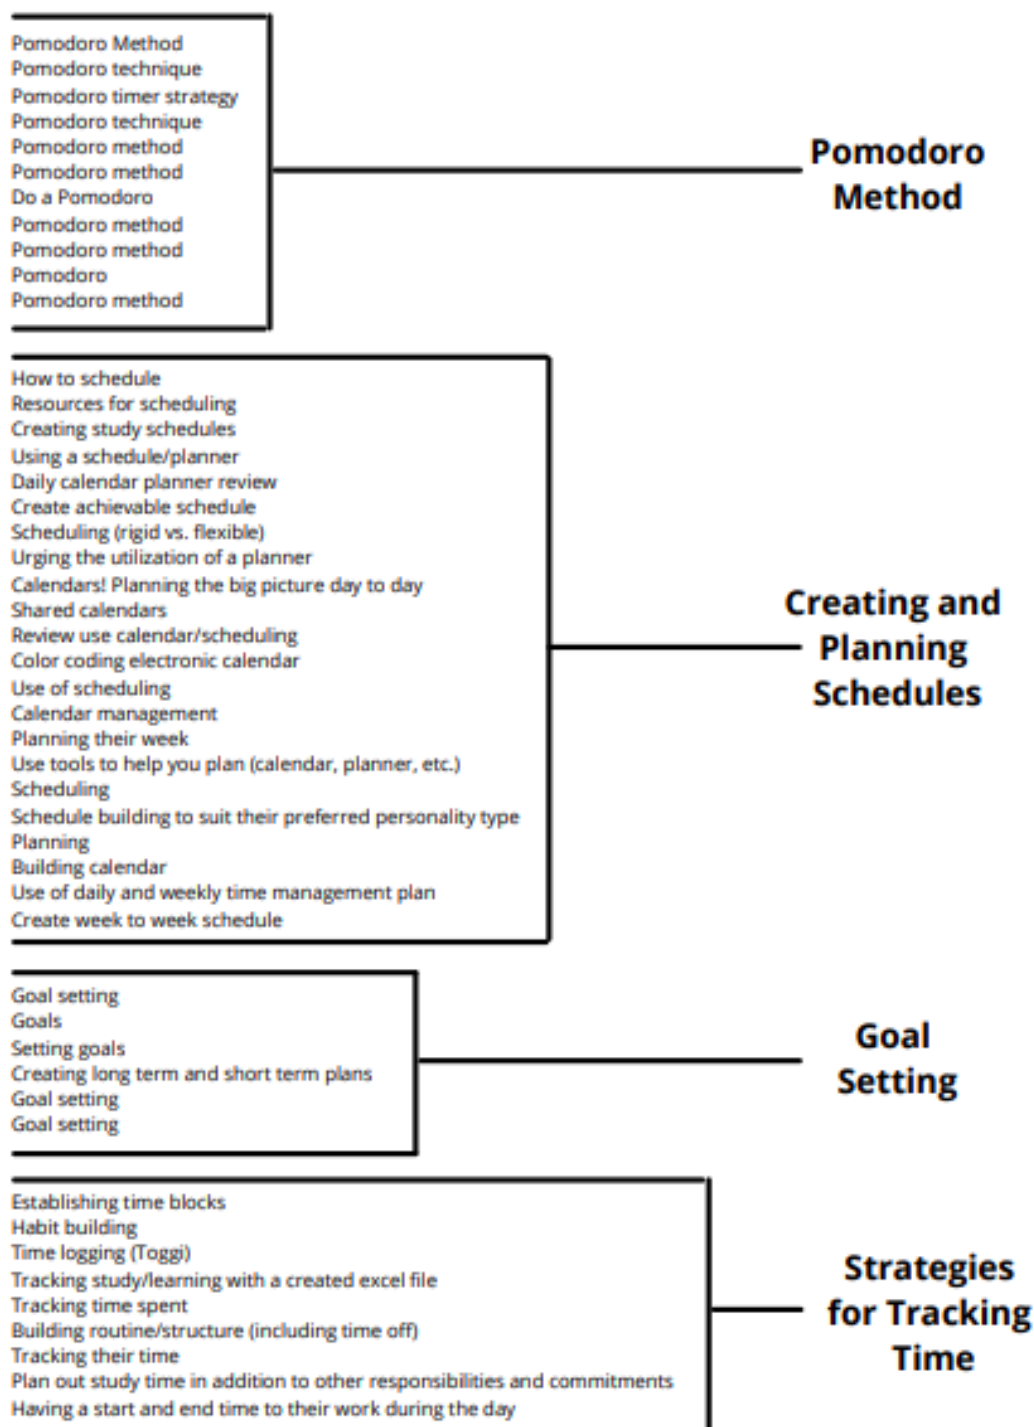 Pomodoro Method
Pomodoro technique
Pomodoro timer strategy
Pomodoro technique
Pomodoro method
Pomodoro method
Do a Pomodoro
Pomodoro method
Pomodoro method
Pomodoro
Pomodoro method
Pomodoro
Method
How to schedule
Resources for scheduling
Creating study schedules
Using a schedule/planner
Daily calendar planner review
Create achievable schedule
Scheduling (rigid vs. flexible)
Urging the utilization of a planner
Calendars! Planning the big picture day to day
Shared calendars
Review use calendar/scheduling
Color coding electronic calendar
Use of scheduling
Calendar management
Planning their week
Use tools to help you plan (calendar, planner, etc.)
Scheduling
Schedule building to suit their preferred personality type
Planning
Building calendar
Use of daily and weekly time management plan
Create week to week schedule
Creating and
Planning
Schedules
Goal setting
Goals
Setting goals
Creating long term and short term plans
Goal setting
Goal setting
Goal
Setting
Establishing time blocks
Habit building
Time logging (Toggi)
Tracking study/learning with a created excel file
Tracking time spent
Building routine/structure (including time off)
Tracking their time
Plan out study time in addition to other responsibilities and commitments
Having a start and end time to their work during the day
Strategies
for Tracking
Time